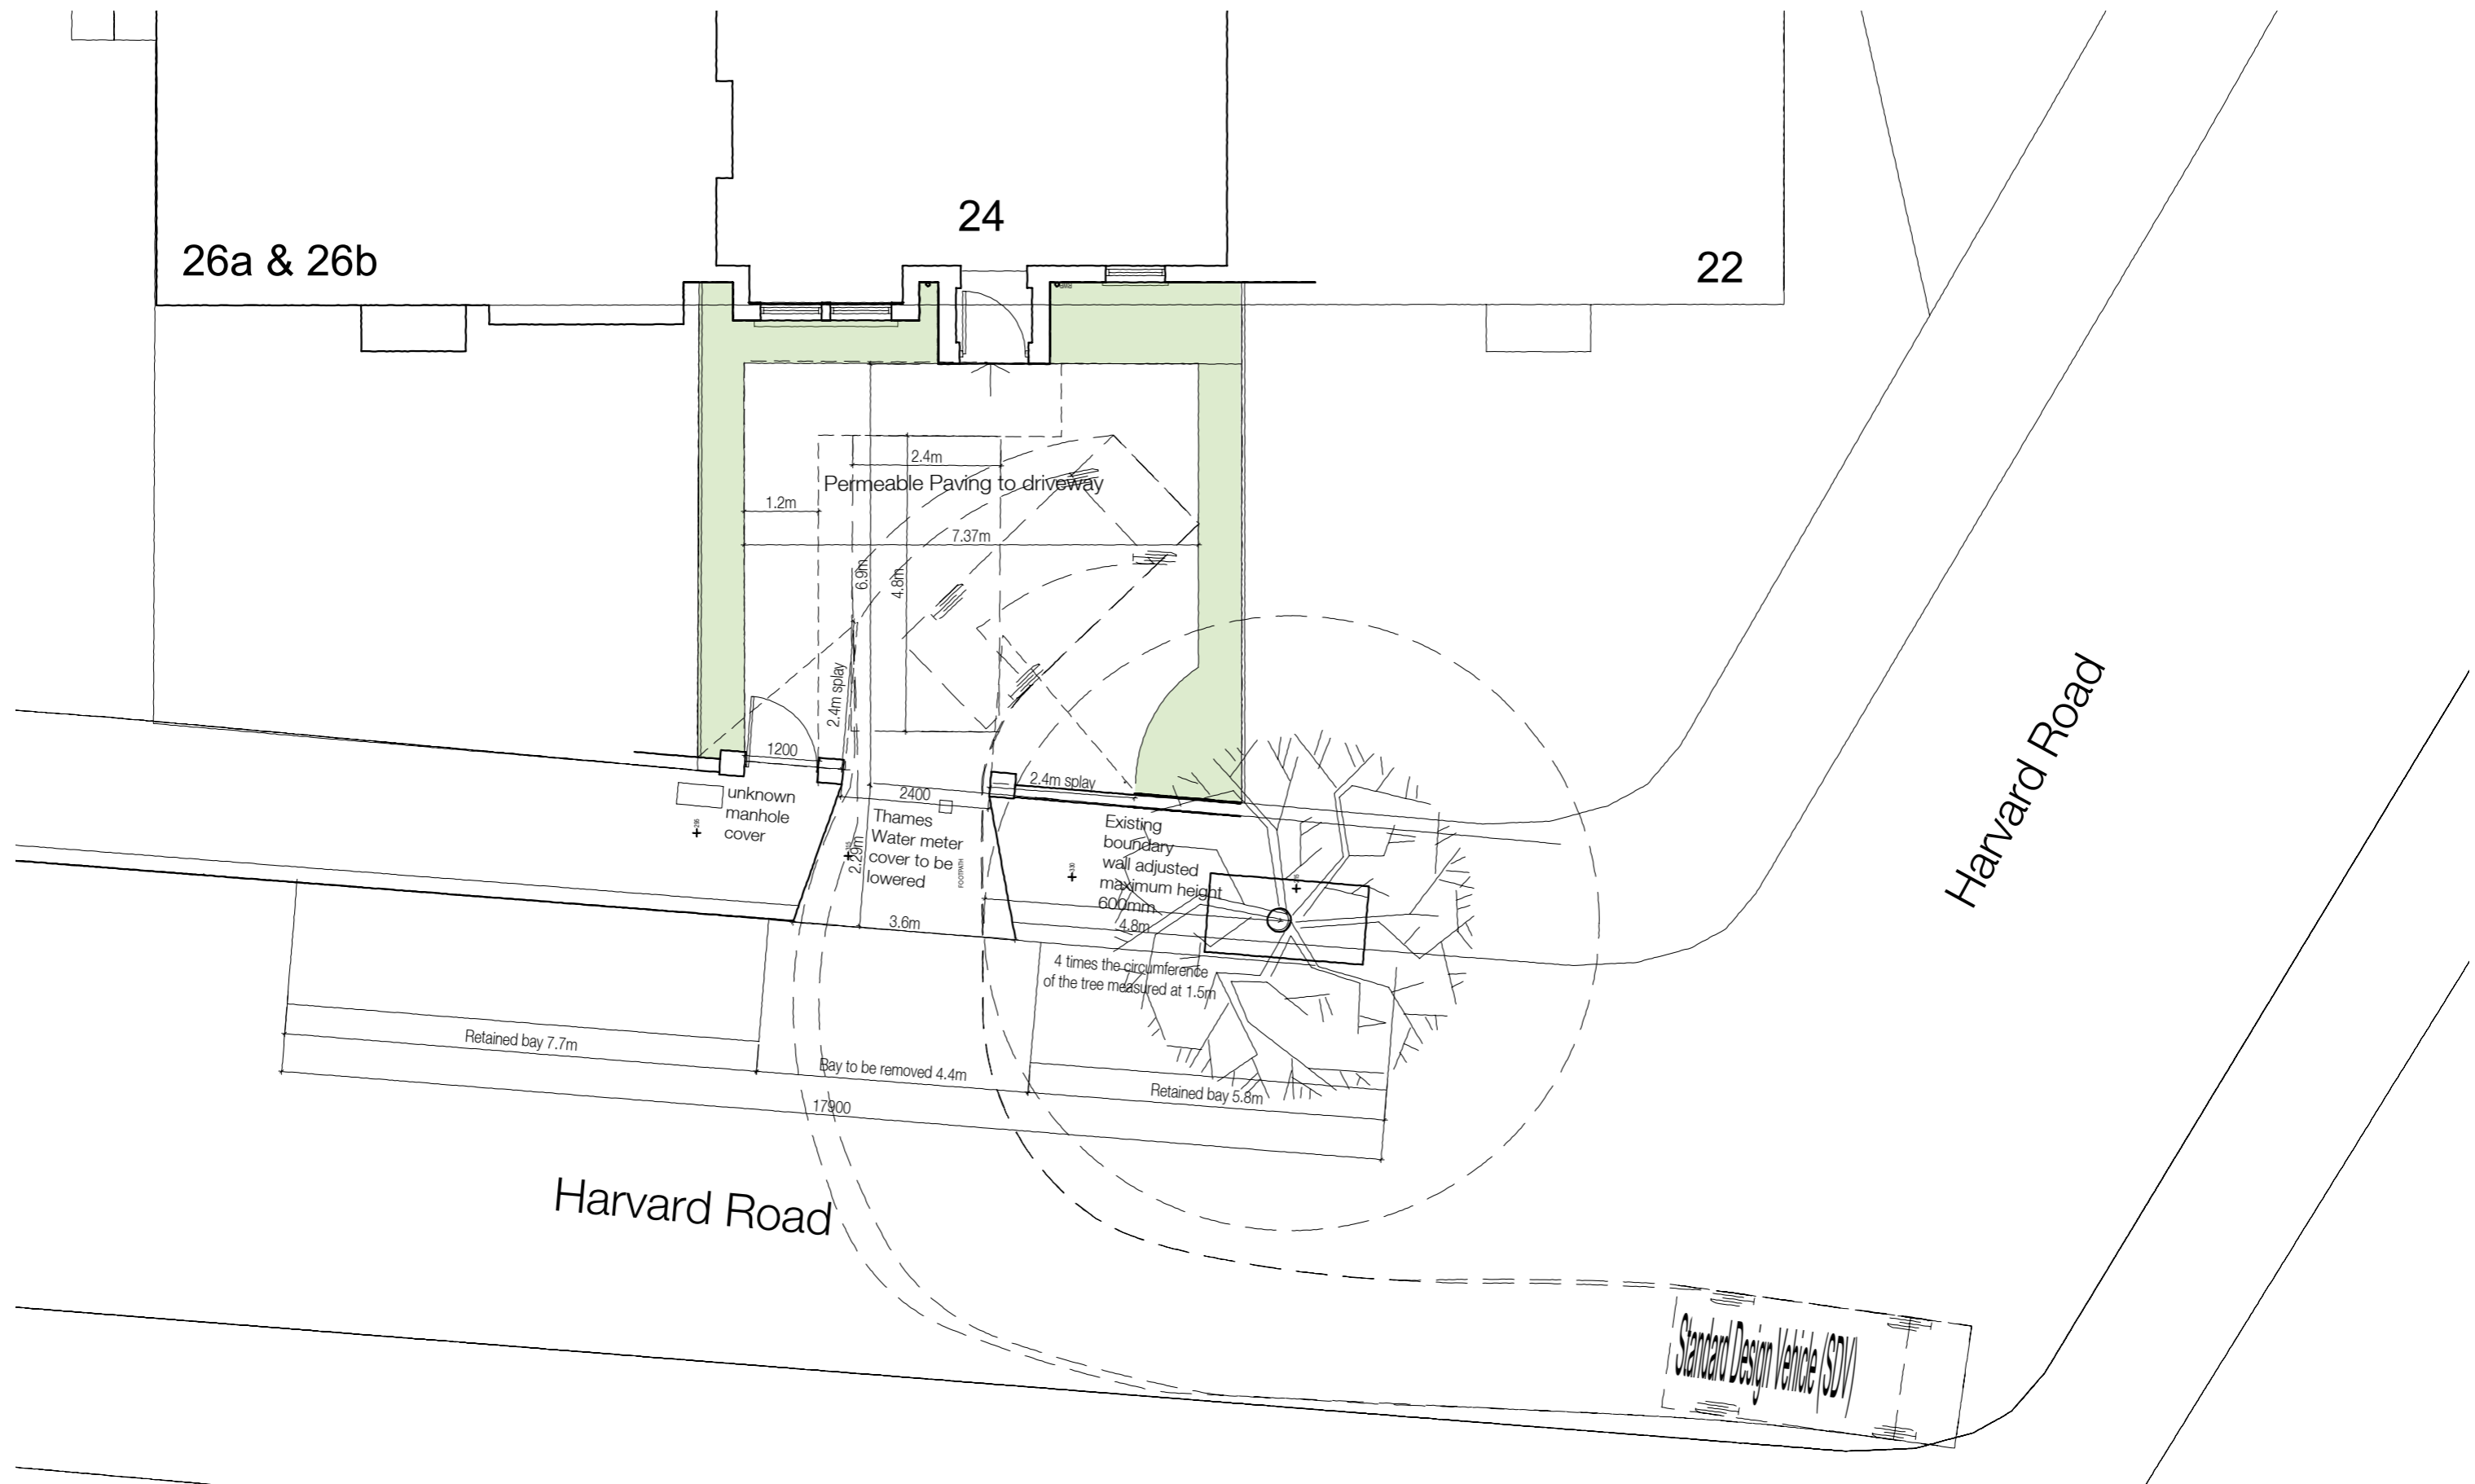 24
26a & 26b
22
2.4m
Permeable Paving to driveway
1.2m
7.37m
6.9m
4.8m
2.4m splay
1200
2.4m splay
2400
unknown
manhole
cover
Thames
Water meter
cover to be
lowered
2.29m
FOOTPATH
Existing
boundary
wall adjusted
maximum height
600mm
3.6m
4.8m
4 times the circumference
of the tree measured at 1.5m
Retained bay 7.7m
Bay to be removed 4.4m
Retained bay 5.8m
17900
Harvard Road
Harvard Road
Standard Design Vehicle (SDV)